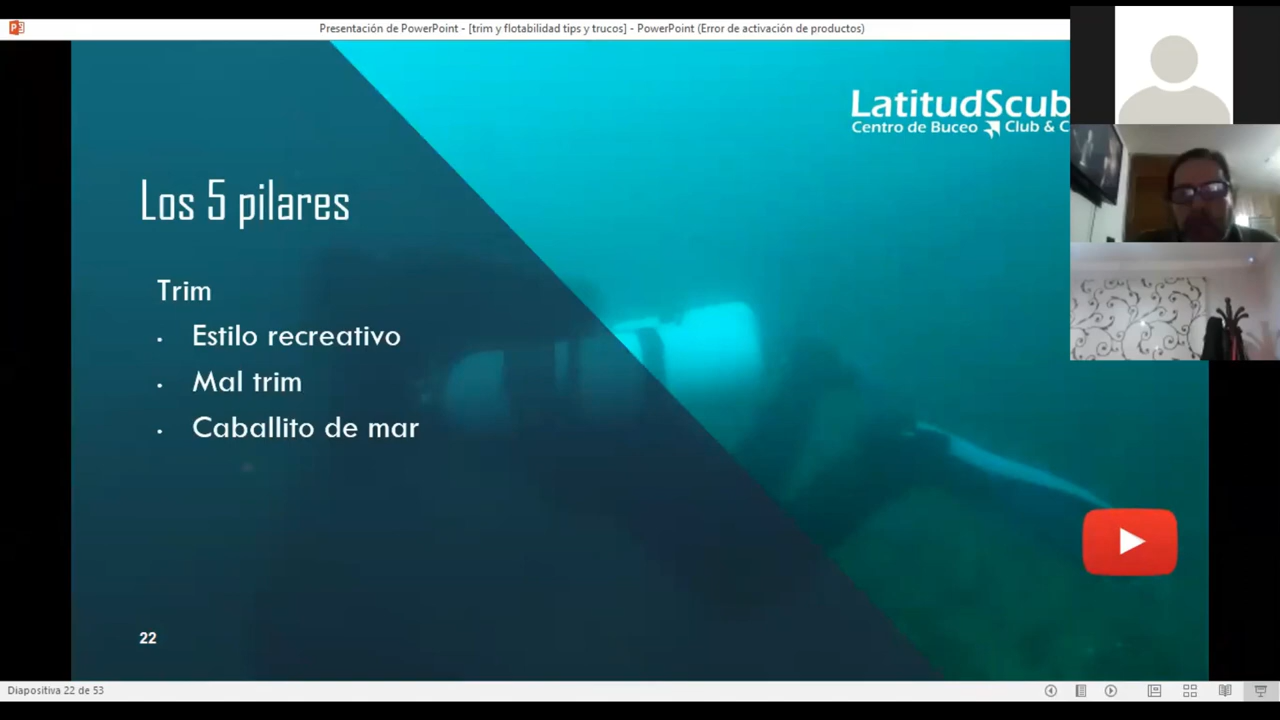 Presentación de PowerPoint - [trim y flotabilidad tips y trucos] - PowerPoint (Error de activación de productos)
LatitudScub
Centro de Buceo Club & C
Los 5 pilares
Trim
• Estilo recreativo
• Mal trim
• Caballito de mar
22
Diapositiva 22 de 53